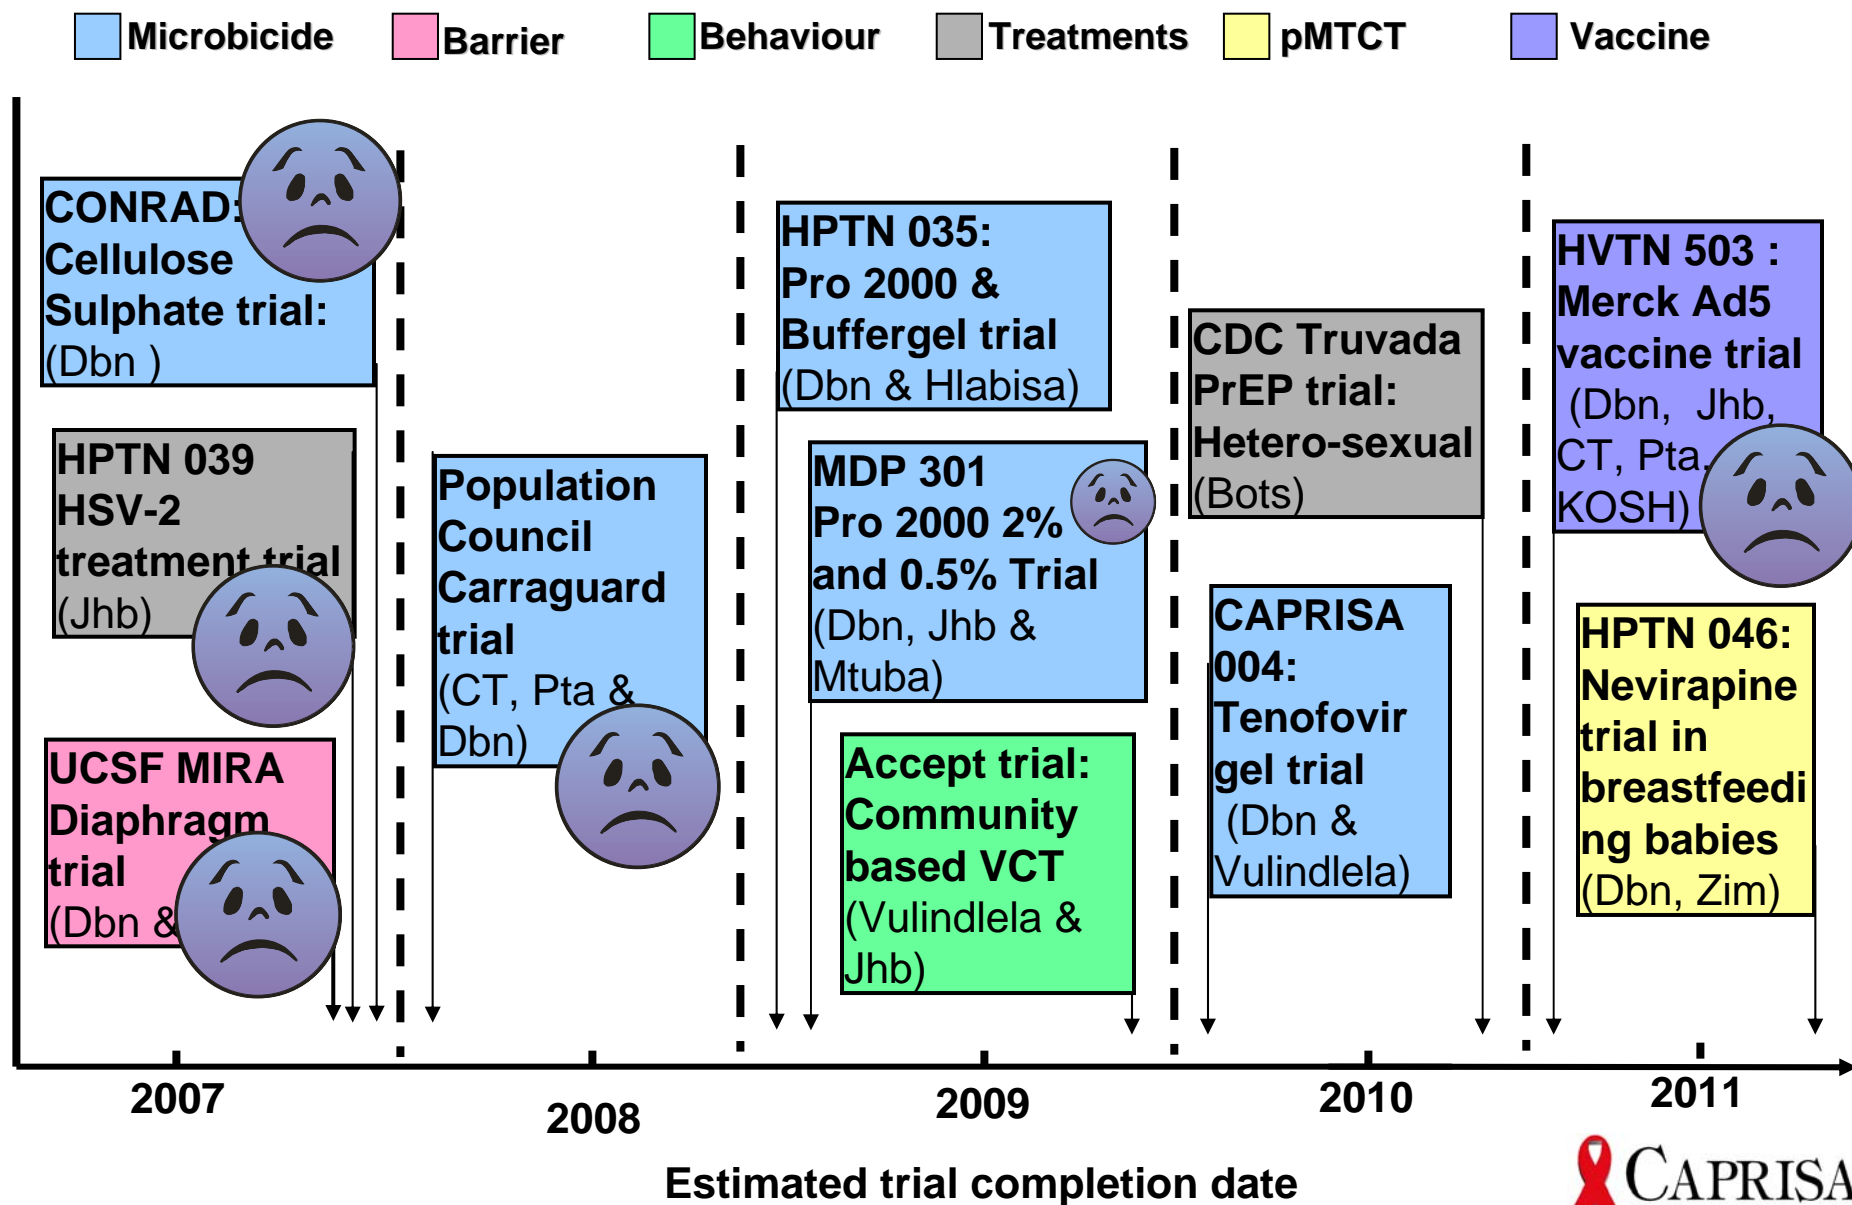 Microbicide
Barrier
Behaviour
Treatments
pMTCT
Vaccine
CONRAD:
Cellulose
Sulphate trial:
(Dbn )
HPTN 039
HSV-2
treatment trial
(Jhb)
UCSF MIRA
Diaphragm
trial
(Dbn &
Population
Council
Carraguard
trial
(CT, Pta &
Dbn)
HPTN 035:
Pro 2000 &
Buffergel trial
(Dbn & Hlabisa)
MDP 301
Pro 2000 2%
and 0.5% Trial
(Dbn, Jhb &
Mtuba)
Accept trial:
Community
based VCT
(Vulindlela &
Jhb)
CDC Truvada
PrEP trial:
Hetero-sexual
(Bots)
CAPRISA
004:
Tenofovir
gel trial
(Dbn &
Vulindlela)
HVTN 503 :
Merck Ad5
vaccine trial
(Dbn, Jhb,
CT, Pta,
KOSH)
HPTN 046:
Nevirapine
trial in
breastfeedi
ng babies
(Dbn, Zim)
2007
2008
2009
2010
2011
Estimated trial completion date
CAPRISA